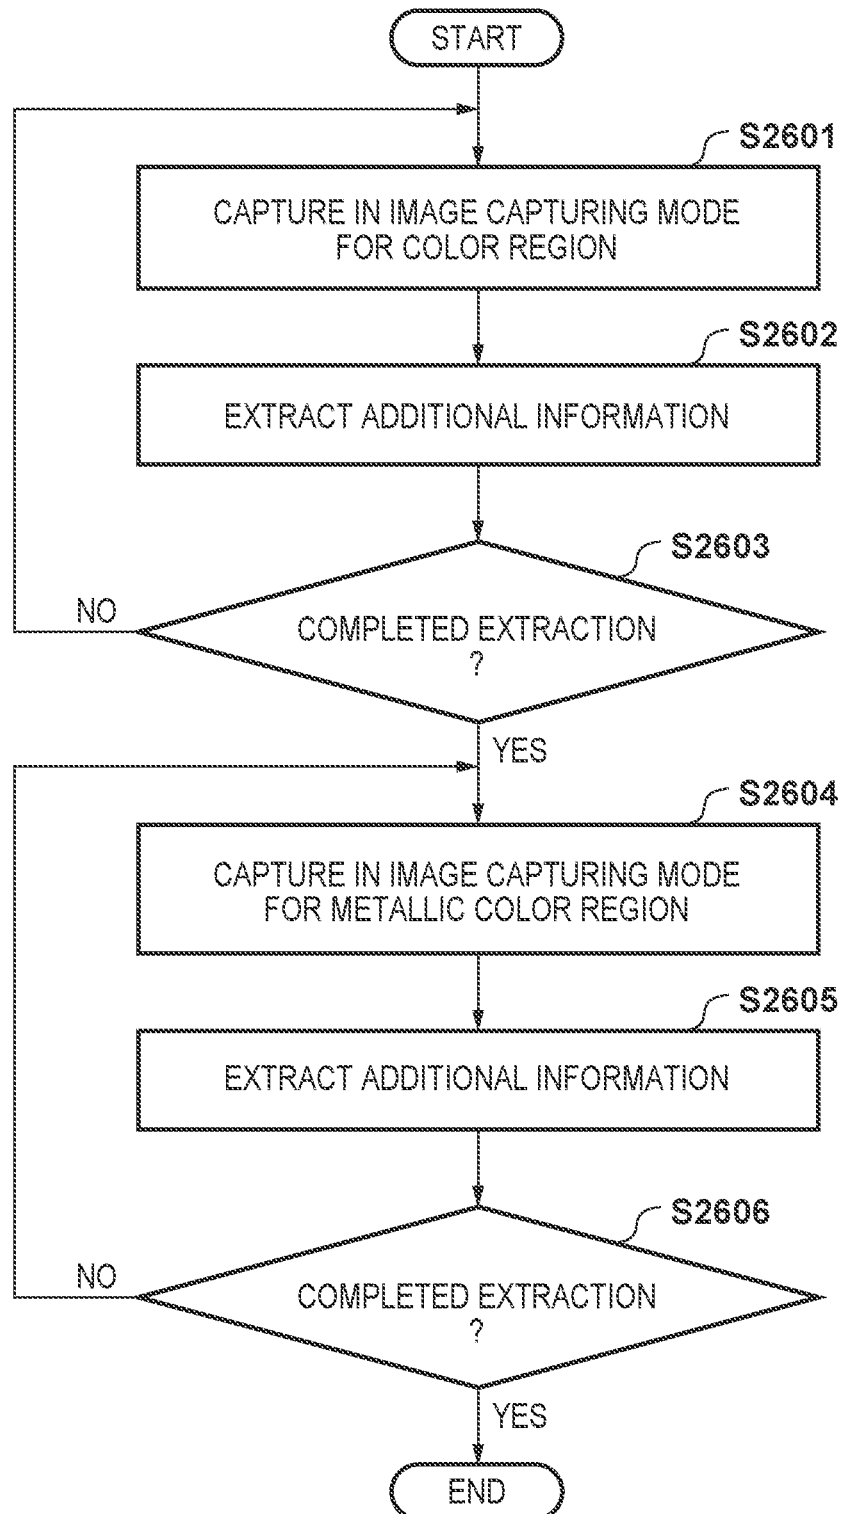 START
S2601
CAPTURE IN IMAGE CAPTURING MODE
FOR COLOR REGION
S2602
EXTRACT ADDITIONAL INFORMATION
S2603
NO
COMPLETED EXTRACTION
?
YES
S2604
CAPTURE IN IMAGE CAPTURING MODE
FOR METALLIC COLOR REGION
S2605
EXTRACT ADDITIONAL INFORMATION
S2606
NO
COMPLETED EXTRACTION
?
YES
END